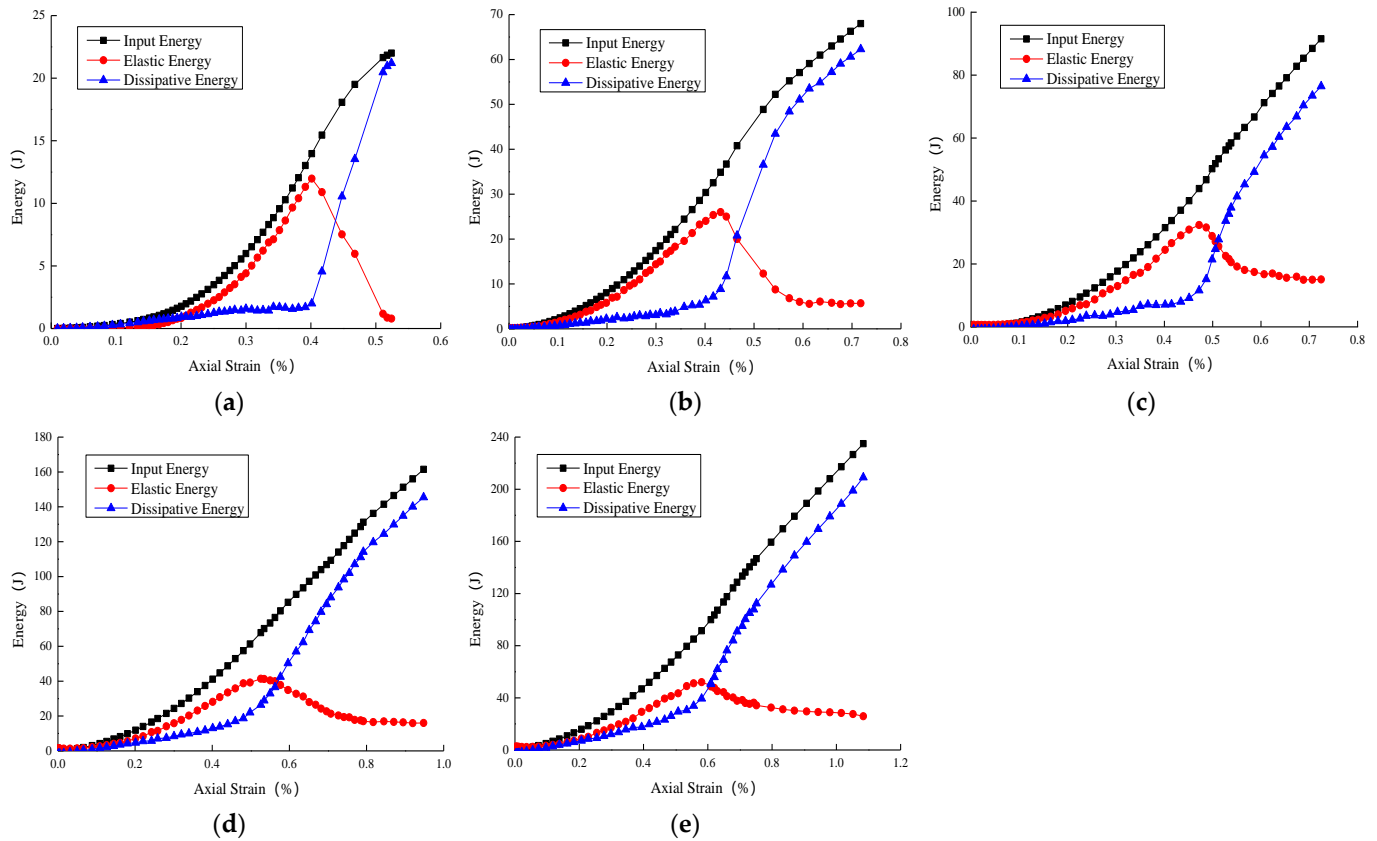 25
20
15
10
5
0
Energy (J)
Input Energy
Elastic Energy
Dissipative Energy
0.0 0.1 0.2 0.3 0.4 0.5 0.6
Axial Strain (%)
(a)
70
60
50
40
30
20
10
0
Energy (J)
Input Energy
Elastic Energy
Dissipative Energy
0.0 0.1 0.2 0.3 0.4 0.5 0.6 0.7 0.8
Axial Strain (%)
(b)
100
80
60
40
20
0
Energy (J)
Input Energy
Elastic Energy
Dissipative Energy
0.0 0.1 0.2 0.3 0.4 0.5 0.6 0.7 0.8
Axial Strain (%)
(c)
180
160
140
120
100
80
60
40
20
0
Energy (J)
Input Energy
Elastic Energy
Dissipative Energy
0.0 0.2 0.4 0.6 0.8 1.0
Axial Strain (%)
(d)
240
200
160
120
80
40
0
Energy (J)
Input Energy
Elastic Energy
Dissipative Energy
0.0 0.2 0.4 0.6 0.8 1.0 1.2
Axial Strain (%)
(e)